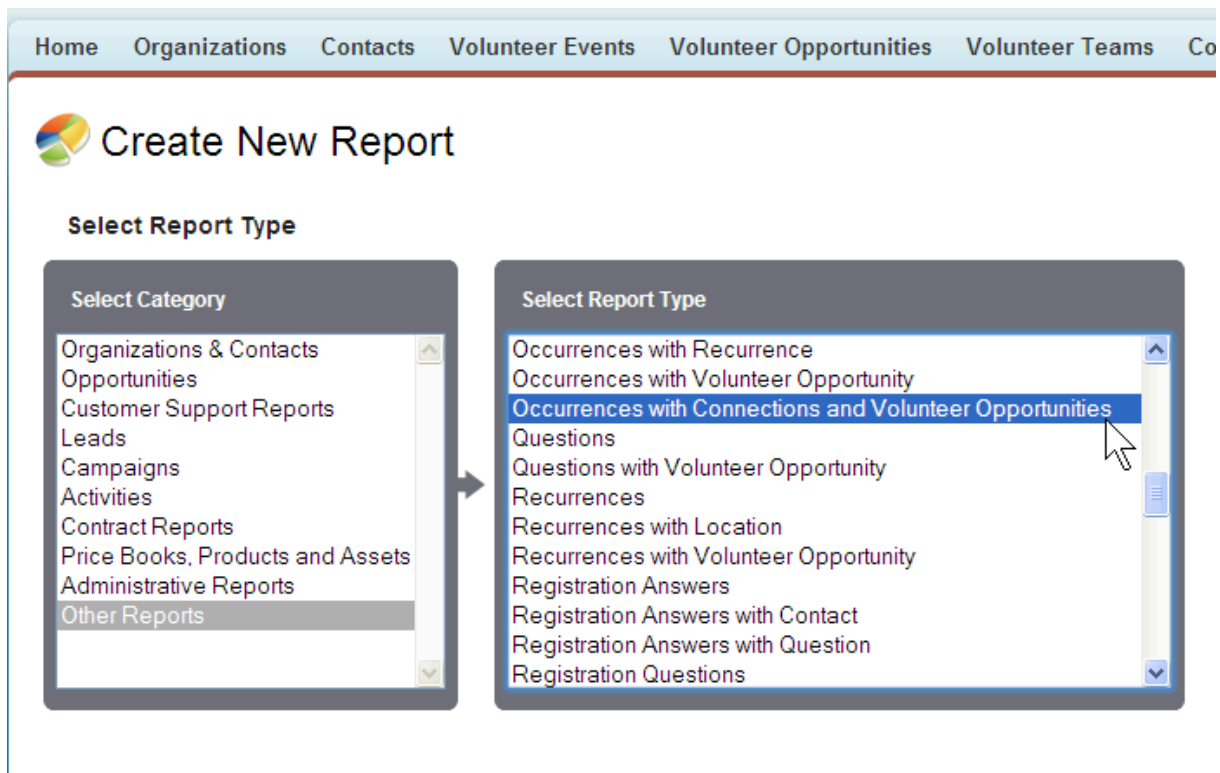 Home Organizations Contacts Volunteer Events Volunteer Opportunities Volunteer Teams Co
Create New Report
Select Report Type
Select Category
Organizations & Contacts
Opportunities
Customer Support Reports
Leads
Campaigns
Activities
Contract Reports
Price Books, Products and Assets
Administrative Reports
Other Reports
Select Report Type
Occurrences with Recurrence
Occurrences with Volunteer Opportunity
Occurrences with Connections and Volunteer Opportunities
Questions
Questions with Volunteer Opportunity
Recurrences
Recurrences with Location
Recurrences with Volunteer Opportunity
Registration Answers
Registration Answers with Contact
Registration Answers with Question
Registration Questions